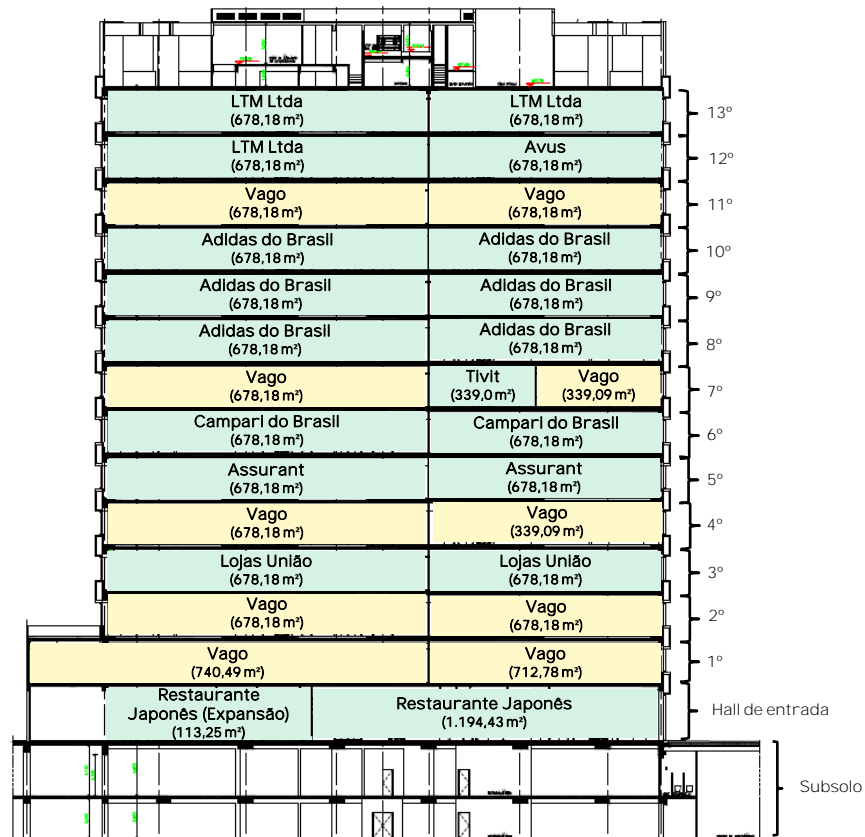 LTM Ltda
(678,18 m²)
LTM Ltda
(678,18 m²)
13º
LTM Ltda
(678,18 m²)
Avus
(678,18 m²)
12º
Vago
(678,18 m²)
Vago
(678,18 m²)
11º
Adidas do Brasil
(678,18 m²)
Adidas do Brasil
(678,18 m²)
10º
Adidas do Brasil
(678,18 m²)
Adidas do Brasil
(678,18 m²)
9º
Adidas do Brasil
(678,18 m²)
Adidas do Brasil
(678,18 m²)
8º
Vago
(678,18 m²)
Tivit
(339,0 m²)
Vago
(339,09 m²)
7º
Campari do Brasil
(678,18 m²)
Campari do Brasil
(678,18 m²)
6º
Assurant
(678,18 m²)
Assurant
(678,18 m²)
5º
Vago
(678,18 m²)
Vago
(339,09 m²)
4º
Lojas União
(678,18 m²)
Lojas União
(678,18 m²)
3º
Vago
(678,18 m²)
Vago
(678,18 m²)
2º
Vago
(740,49 m²)
Vago
(712,78 m²)
1º
Restaurante
Japonês (Expansão)
(113,25 m²)
Restaurante Japonês
(1.194,43 m²)
Hall de entrada
Subsolo